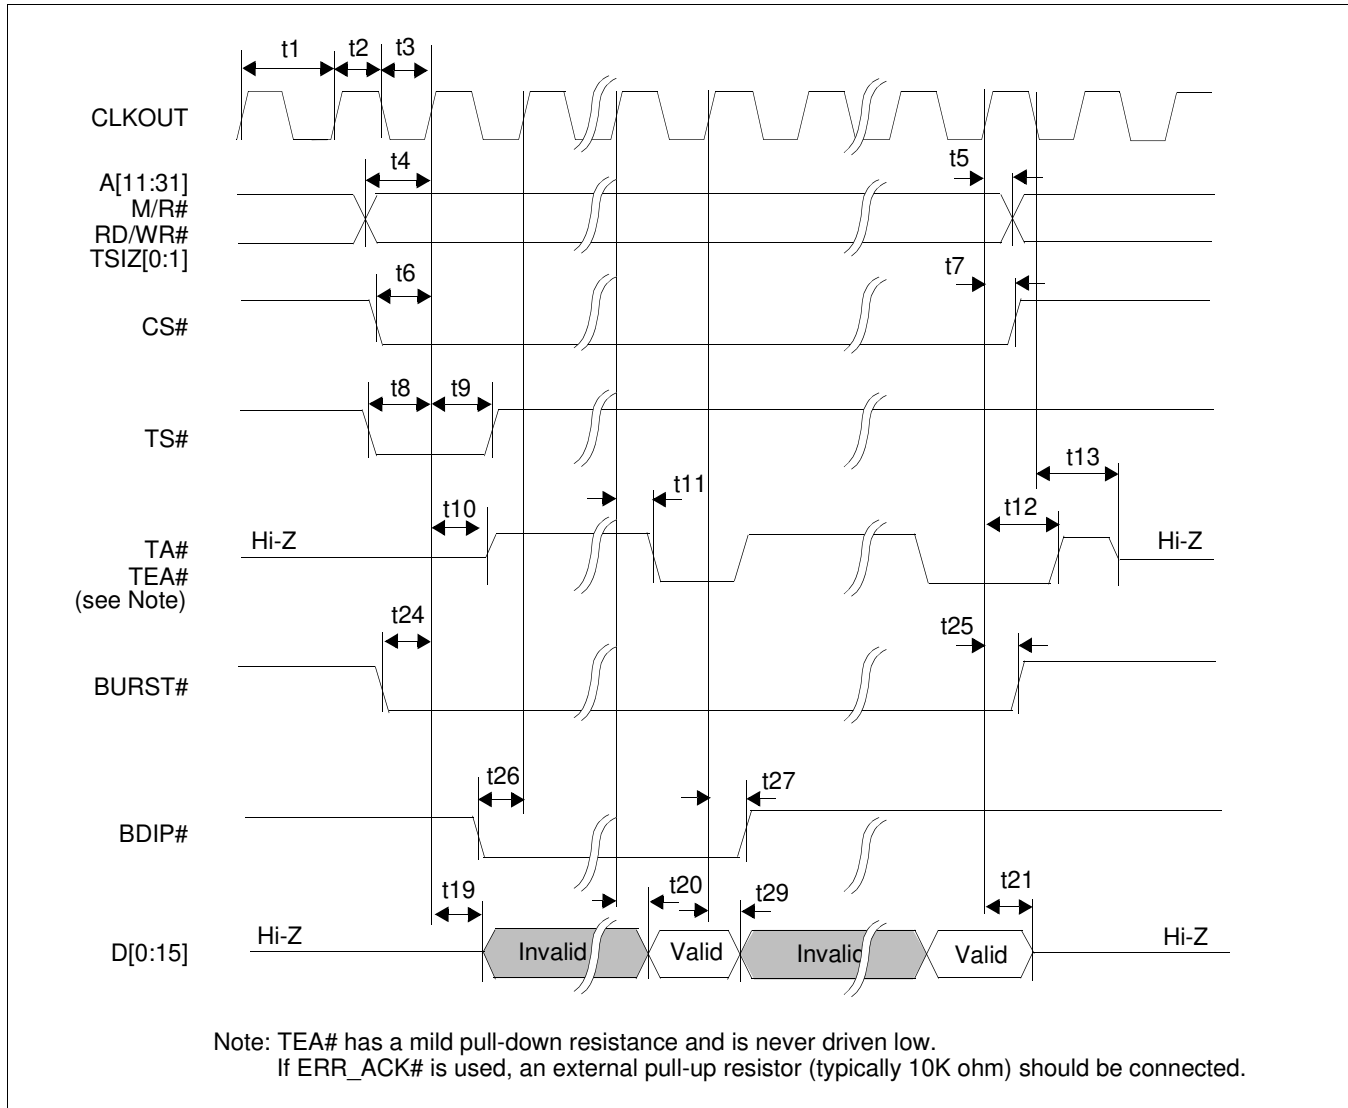 t1 t2 t3
CLKOUT
t4 t5
A[11:31]
M/R#
RD/WR#
TSIZ[0:1]
t6 t7
CS#
t8 t9
TS#
t10 t11 t12 t13
Hi-Z Hi-Z
TA#
TEA#
(see Note)
t24 t25
BURST#
t26 t27
BDIP#
t19 t20 t29 t21
Hi-Z Hi-Z
D[0:15] Invalid Valid Invalid Valid
Note: TEA# has a mild pull-down resistance and is never driven low.
If ERR_ACK# is used, an external pull-up resistor (typically 10K ohm) should be connected.